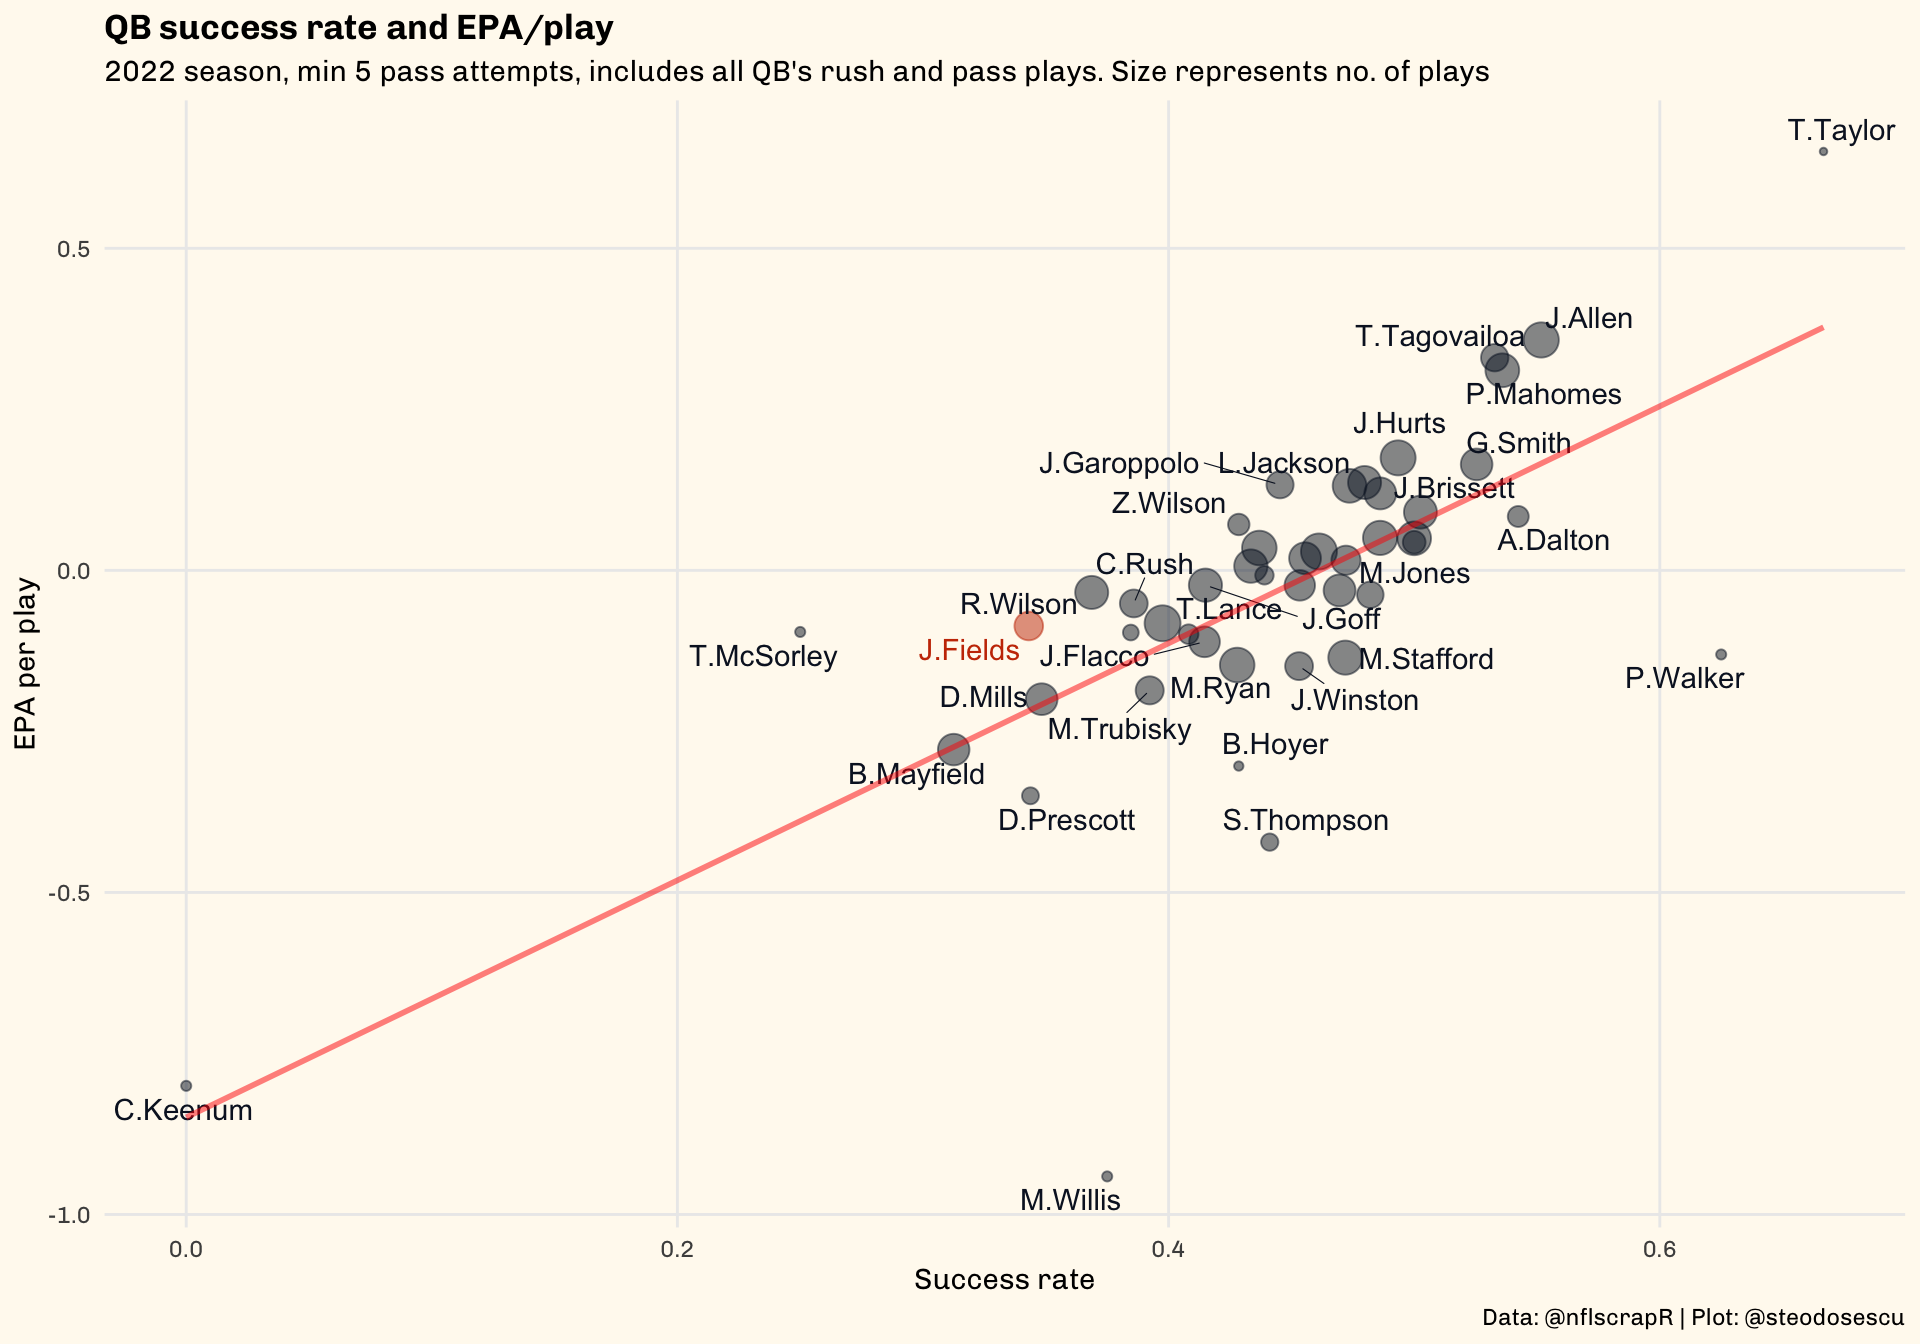 QB success rate and EPA/play
2022 season, min 5 pass attempts, includes all QB's rush and pass plays. Size represents no. of plays
T.Taylor
0.5
J.Allen
T.Tagovailoa
P.Mahomes
J.Hurts
G.Smith
J.Garoppolo
L.Jackson
J.Brissett
Z.Wilson
A.Dalton
0.0
C.Rush
M.Jones
R.Wilson
T.Lance
J.Goff
J.Fields
T.McSorley
J.Flacco
M.Stafford
P.Walker
D.Mills
M.Ryan
J.Winston
M.Trubisky
B.Hoyer
B.Mayfield
D.Prescott
S.Thompson
-0.5
EPA per play
C.Keenum
M.Willis
-1.0
0.0
0.2
0.4
0.6
Success rate
Data: @nflscrapR | Plot: @steodosescu